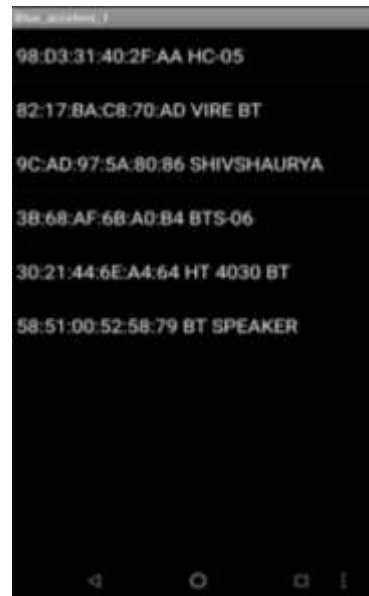 98:D3:31:40:2F:AA HC-05
82:17:BA:C8:70:AD VIRE BT
9C:AD:97:5A:80:86 SHIVSHAURYA
3B:68:AF:6B:A0:B4 BTS-06
30:21:44:6E:A4:64 HT 4030 BT
58:51:00:52:58:79 BT SPEAKER